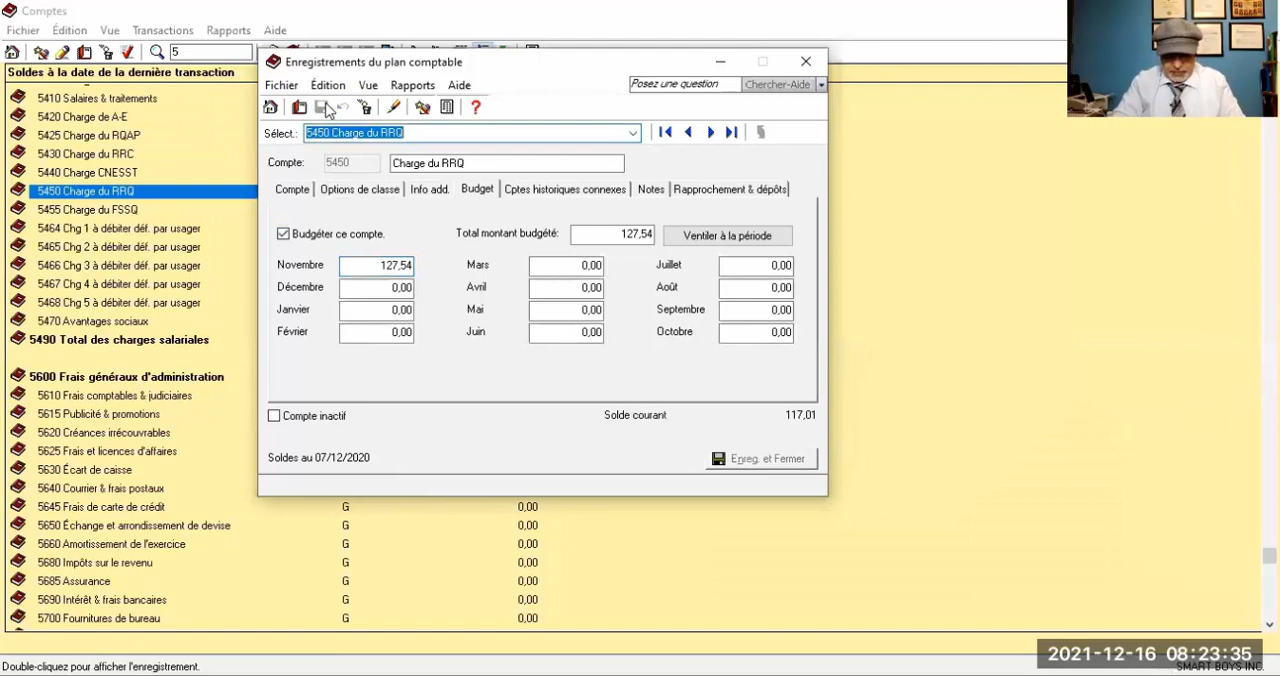 Comptes
Fichier Édition Vue Transactions Rapports Aide
5
Soldes à la date de la dernière transaction
5410 Salaires & traitements
5420 Charge de A-E
5425 Charge du RQAP
5430 Charge du RRC
5440 Charge CNESST
5450 Charge du RRQ
5455 Charge du FSSQ
5464 Chg 1 à débiter déf. par usager
5465 Chg 2 à débiter déf. par usager
5466 Chg 3 à débiter déf. par usager
5467 Chg 4 à débiter déf. par usager
5468 Chg 5 à débiter déf. par usager
5470 Avantages sociaux
5490 Total des charges salariales
5600 Frais généraux d'administration
5610 Frais comptables & judiciaires
5615 Publicité & promotions
5620 Créances irrécouvrables
5625 Frais et licences d'affaires
5630 Écart de caisse
5640 Courrier & frais postaux
5645 Frais de carte de crédit G 0,00
5650 Échange et arrondissement de devise G 0,00
5660 Amortissement de l'exercice G 0,00
5680 Impôts sur le revenu G 0,00
5685 Assurance G 0,00
5690 Intérêt & frais bancaires G 0,00
5700 Fournitures de bureau G 0,00
Enregistrements du plan comptable
Fichier Édition Vue Rapports Aide
Posez une question Chercher-Aide
Sélect.: 5450 Charge du RRQ
Compte: 5450 Charge du RRQ
Compte Options de classe Info add. Budget Cptes historiques connexes Notes Rapprochement & dépôts
Budgéter ce compte. Total montant budgété: 127,54 Ventiler à la période
Novembre 127,54 Mars 0,00 Juillet 0,00
Décembre 0,00 Avril 0,00 Août 0,00
Janvier 0,00 Mai 0,00 Septembre 0,00
Février 0,00 Juin 0,00 Octobre 0,00
Compte inactif Solde courant 117,01
Soldes au 07/12/2020 Enreg. et Fermer
Double-cliquez pour afficher l'enregistrement.
2021-12-16 08:23:35
SMART BOYS INC.